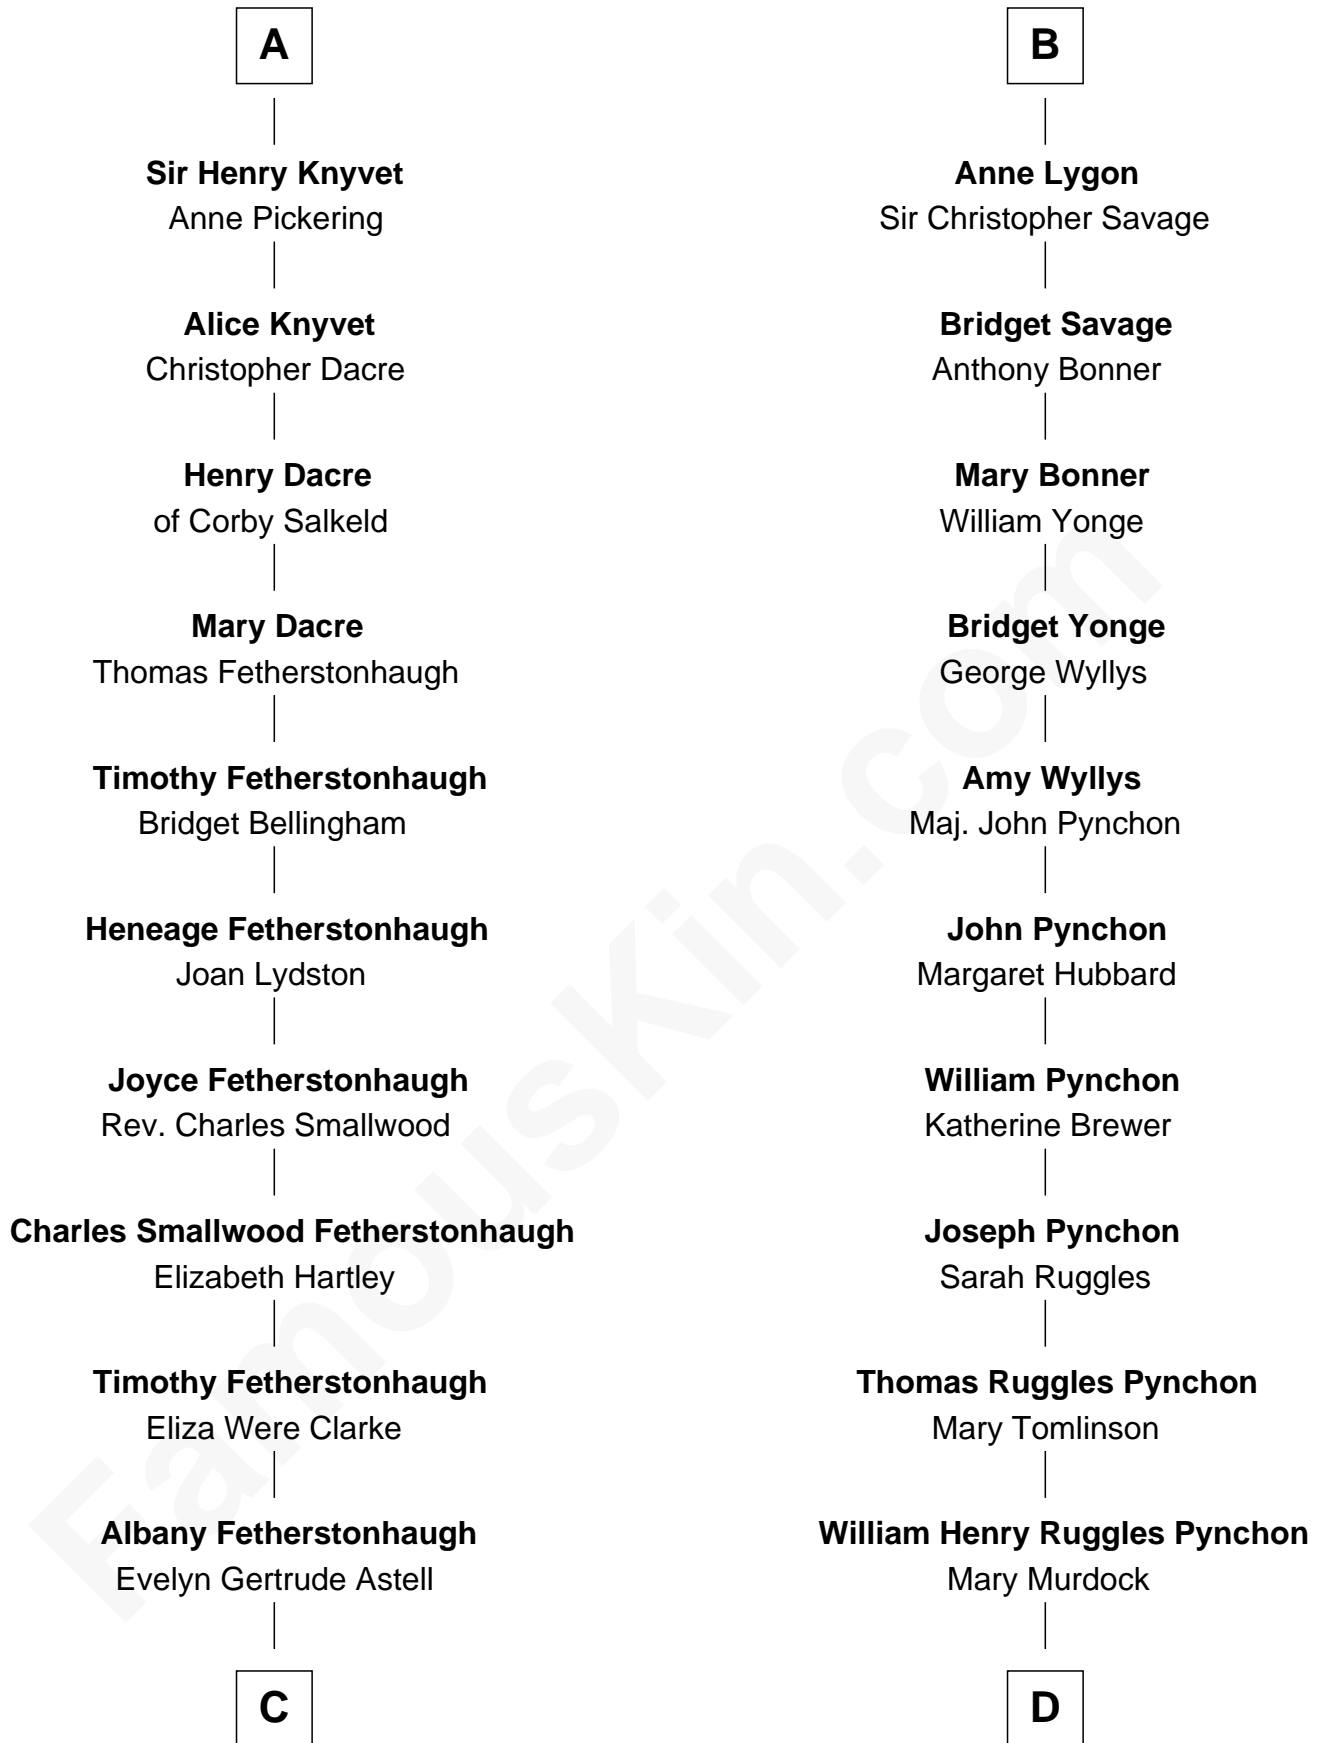 A
Sir Henry Knyvet
Anne Pickering
Alice Knyvet
Christopher Dacre
Henry Dacre
of Corby Salkeld
Mary Dacre
Thomas Fetherstonhaugh
Timothy Fetherstonhaugh
Bridget Bellingham
Heneage Fetherstonhaugh
Joan Lydston
Joyce Fetherstonhaugh
Rev. Charles Smallwood
Charles Smallwood Fetherstonhaugh
Elizabeth Hartley
Timothy Fetherstonhaugh
Eliza Were Clarke
Albany Fetherstonhaugh
Evelyn Gertrude Astell
C
B
Anne Lygon
Sir Christopher Savage
Bridget Savage
Anthony Bonner
Mary Bonner
William Yonge
Bridget Yonge
George Wyllys
Amy Wyllys
Maj. John Pynchon
John Pynchon
Margaret Hubbard
William Pynchon
Katherine Brewer
Joseph Pynchon
Sarah Ruggles
Thomas Ruggles Pynchon
Mary Tomlinson
William Henry Ruggles Pynchon
Mary Murdock
D
FamousKin.com